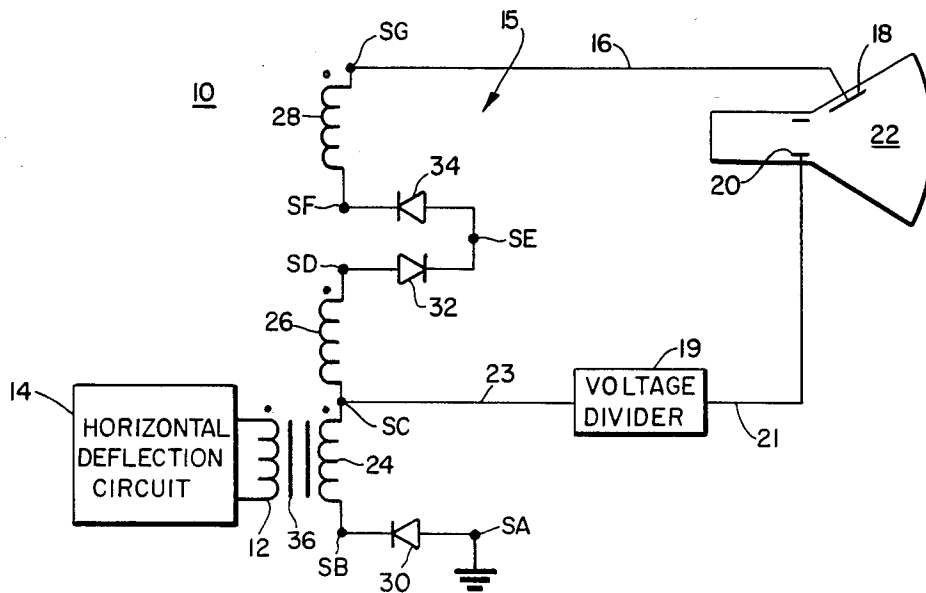 SG
15
16
18
10
28
22
34
20
SF
SE
SD
32
26
19
14
23
VOLTAGE
DIVIDER
SC
21
HORIZONTAL
DEFLECTION
CIRCUIT
24
SA
12
36
SB
30